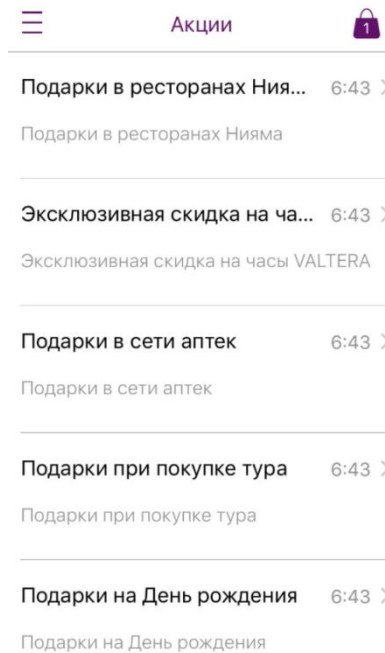 Акции
1
Подарки в ресторанах Ния... 6:43
Подарки в ресторанах Нияма
Эксклюзивная скидка на ча... 6:43
Эксклюзивная скидка на часы VALTERA
Подарки в сети аптек 6:43
Подарки в сети аптек
Подарки при покупке тура 6:43
Подарки при покупке тура
Подарки на День рождения 6:43
Подарки на День рождения